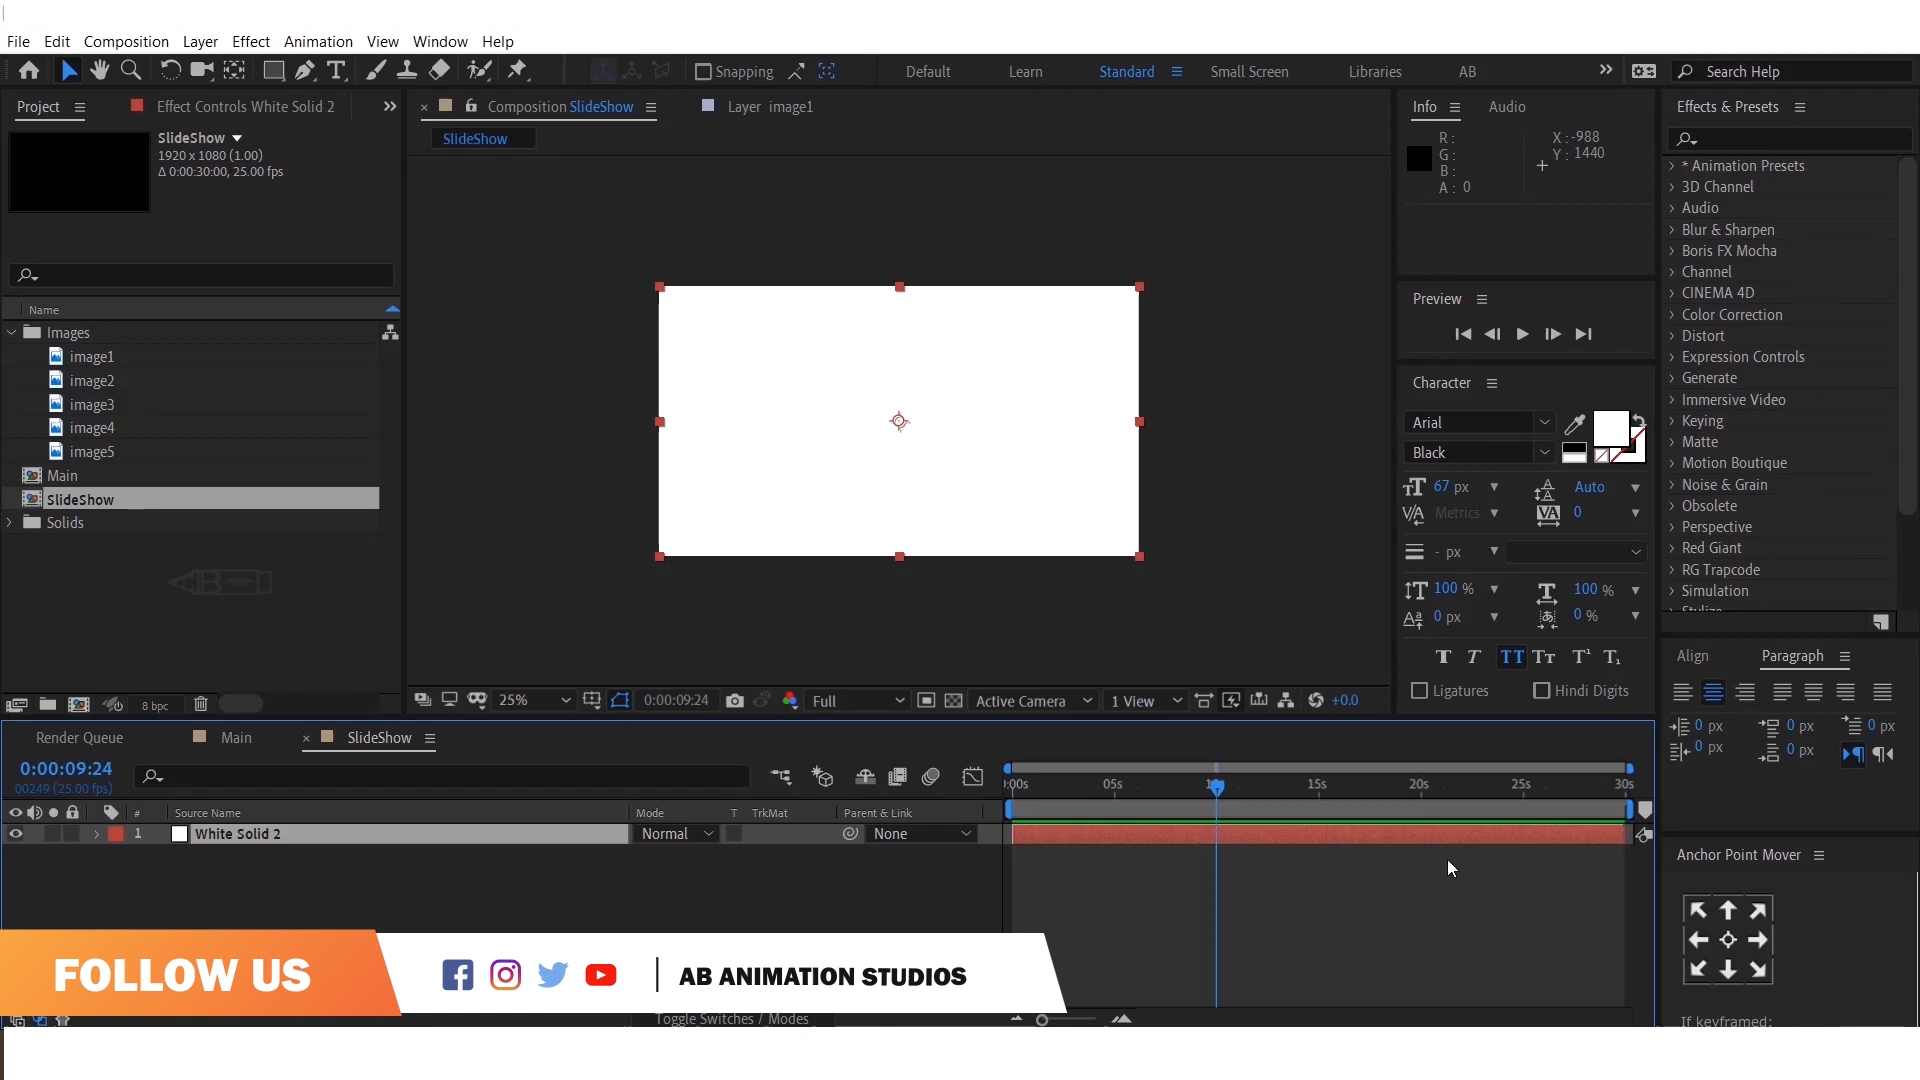 File Edit Composition Layer Effect Animation View Window Help
Snapping
Default Learn Standard Small Screen Libraries AB
Search Help
Project Effect Controls White Solid 2
Composition SlideShow
Layer image1
Info Audio
Effects & Presets
SlideShow
1920 x 1080 (1.00)
Δ 0:00:30:00, 25.00 fps
SlideShow
R :
G :
B :
A : 0
X : -988
Y : 1440
Name
Images
image1
image2
image3
image4
image5
Main
SlideShow
Solids
8 bpc
25%
0:00:09:24
Full
Active Camera
1 View
+0.0
Preview
Character
Arial
Black
67 px
Auto
Metrics
0
- px
100 %
100 %
0 px
0 %
Ligatures
Hindi Digits
* Animation Presets
3D Channel
Audio
Blur & Sharpen
Boris FX Mocha
Channel
CINEMA 4D
Color Correction
Distort
Expression Controls
Generate
Immersive Video
Keying
Matte
Motion Boutique
Noise & Grain
Obsolete
Perspective
Red Giant
RG Trapcode
Simulation
Stylize
Align Paragraph
0 px 0 px 0 px
0 px 0 px
Anchor Point Mover
If keyframed:
Render Queue Main SlideShow
0:00:09:24
00249 (25.00 fps)
:00s 05s 10s 15s 20s 25s 30s
# Source Name Mode T TrkMat Parent & Link
1 White Solid 2 Normal None
FOLLOW US
AB ANIMATION STUDIOS
Toggle Switches / Modes